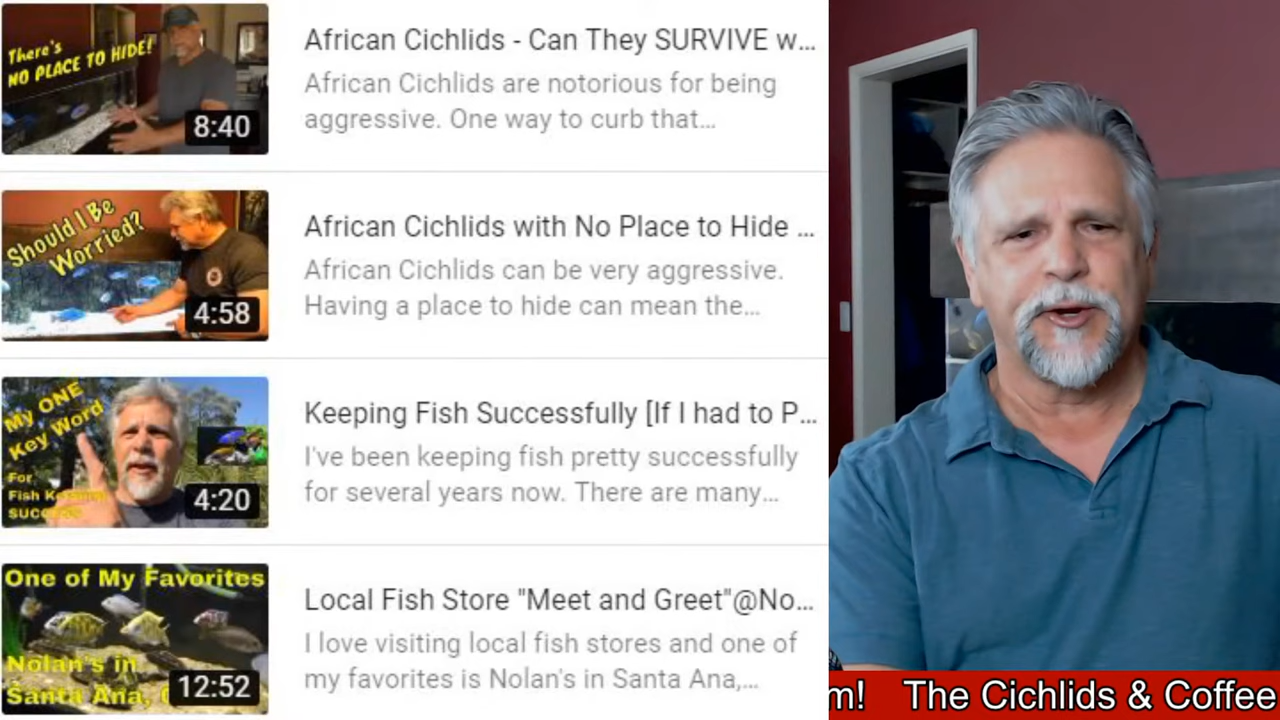 There's
NO PLACE TO HIDE!
8:40
African Cichlids - Can They SURVIVE w...
African Cichlids are notorious for being
aggressive. One way to curb that...
Should I Be
Worried?
4:58
African Cichlids with No Place to Hide ...
African Cichlids can be very aggressive.
Having a place to hide can mean the...
My ONE
Key Word
For
Fish Keeping
success
4:20
Keeping Fish Successfully [If I had to P...
I've been keeping fish pretty successfully
for several years now. There are many...
One of My Favorites
Nolan's in
Santa Ana,
12:52
Local Fish Store "Meet and Greet"@No...
I love visiting local fish stores and one of
my favorites is Nolan's in Santa Ana,...
m! The Cichlids & Coffee